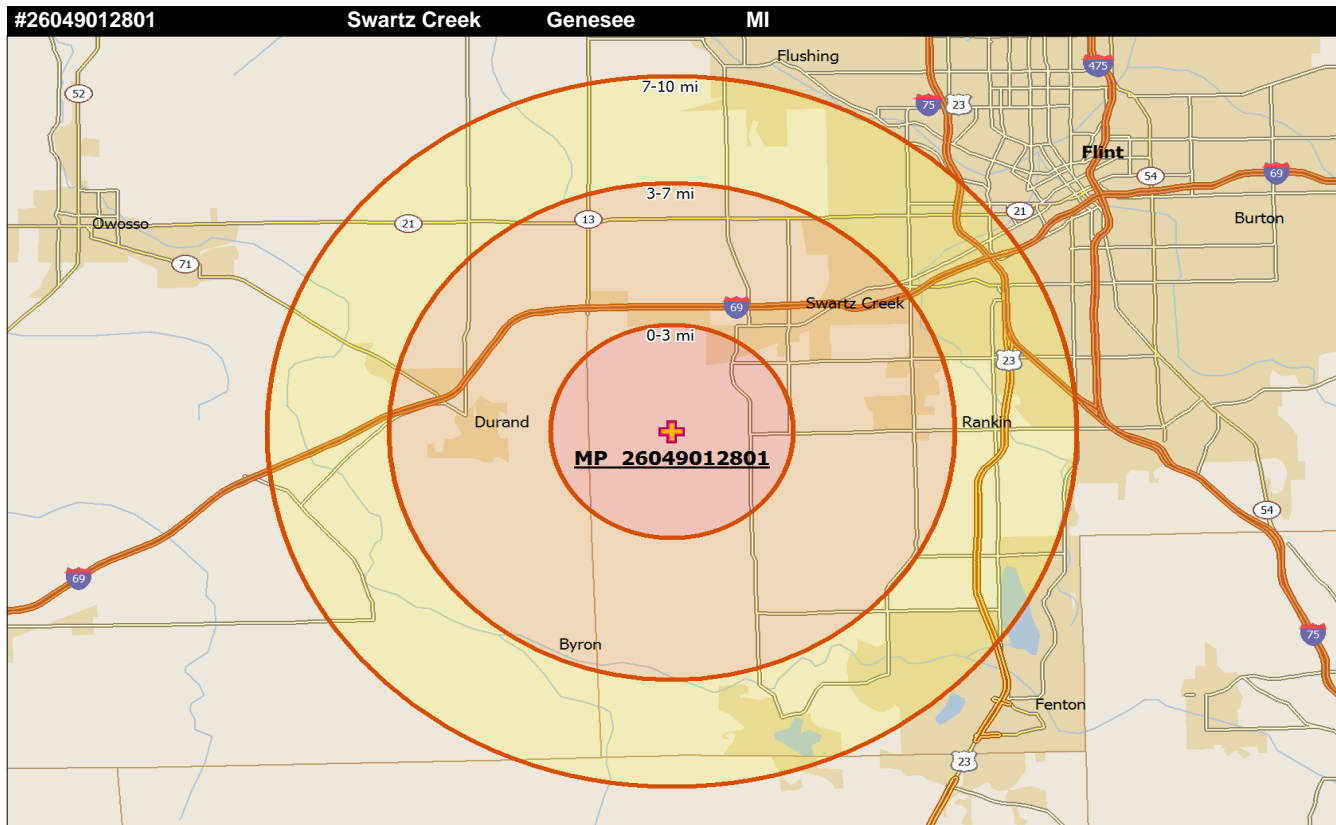 #26049012801 Swartz Creek Genesee MI
Flushing
475
7-10 mi
52
75 23
Flint
69
54
3-7 mi
21
13
21
Owosso
21
Burton
71
69
Swartz Creek
0-3 mi
23
Durand
Rankin
MP 26049012801
54
69
75
Byron
Fenton
23